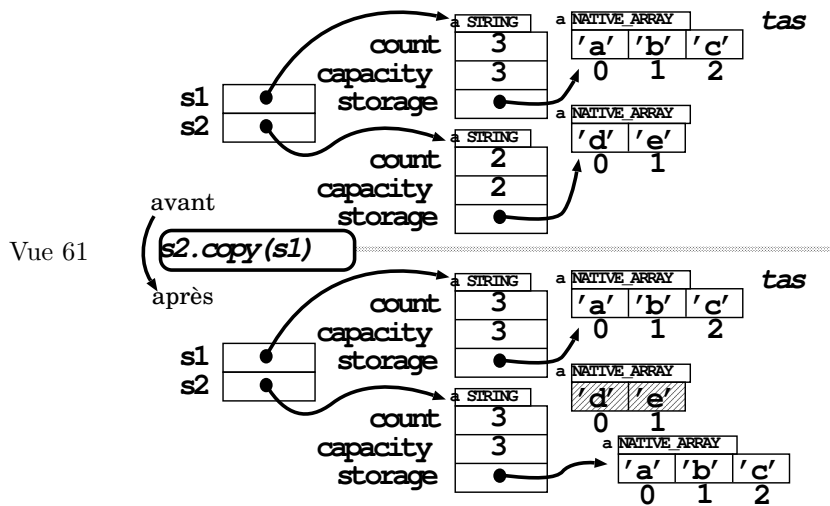 a STRING
a NATIVE_ARRAY
tas
count 3
'a' 'b' 'c'
capacity 3
0 1 2
s1
storage
s2
a STRING
a NATIVE_ARRAY
count 2
'd' 'e'
capacity 2
0 1
storage
avant
Vue 61
s2.copy(s1)
après
a STRING
a NATIVE_ARRAY
tas
count 3
'a' 'b' 'c'
capacity 3
0 1 2
s1
storage
s2
a STRING
a NATIVE_ARRAY
'd' 'e'
count 3
0 1
capacity 3
a NATIVE_ARRAY
storage
'a' 'b' 'c'
0 1 2